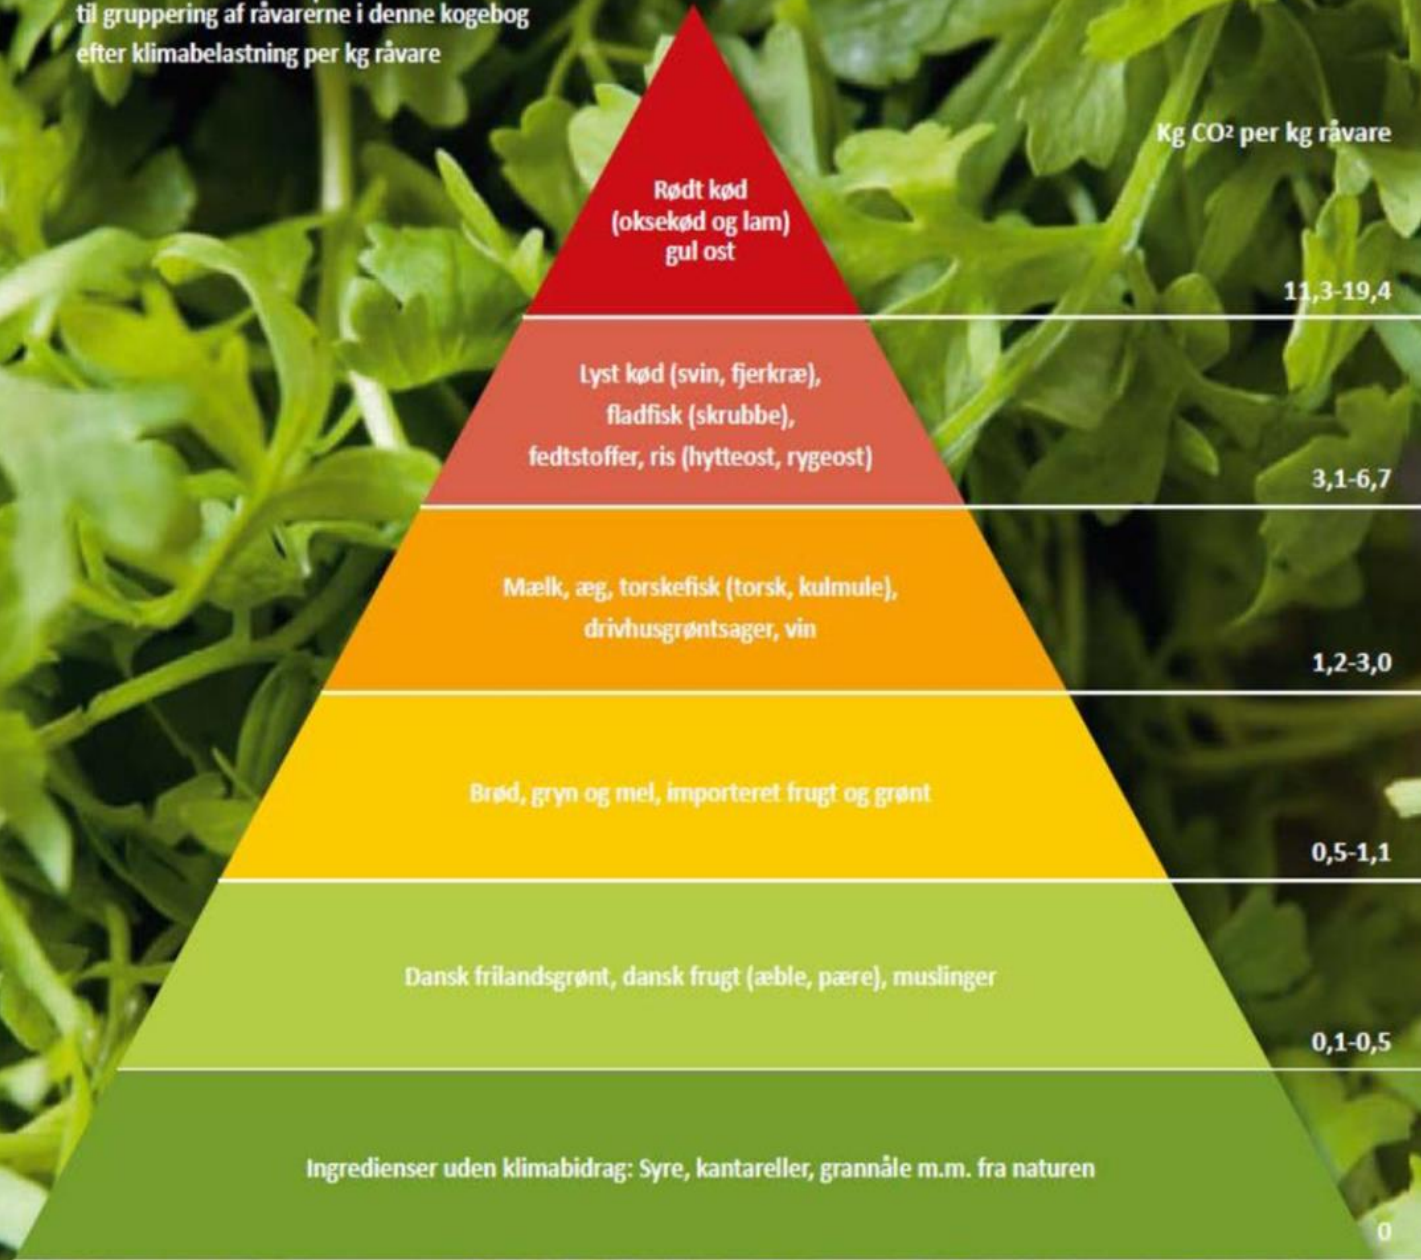 til gruppering af råvarerne i denne kogebog
efter klimabelastning per kg råvare
Kg CO² per kg råvare
Rødt kød
(oksekød og lam)
gul ost
11,3-19,4
Lyst kød (svin, fjerkræ),
fladfisk (skrubbe),
fedtstoffer, ris (hytteost, rygeost)
3,1-6,7
Mælk, æg, torskefisk (torsk, kulmule),
drivhusgrøntsager, vin
1,2-3,0
Brød, gryn og mel, importeret frugt og grønt
0,5-1,1
Dansk frilandsgrønt, dansk frugt (æble, pære), muslinger
0,1-0,5
Ingredienser uden klimabidrag: Syre, kantareller, grannåle m.m. fra naturen
0